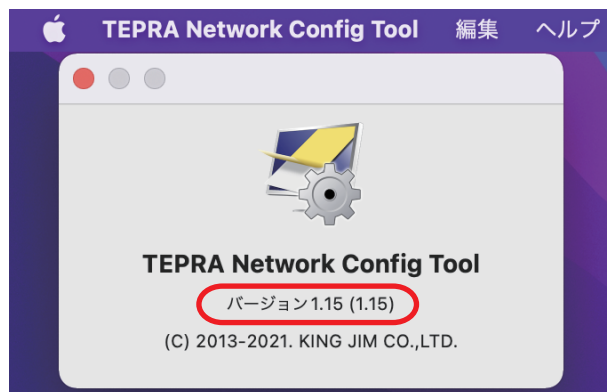 TEPRA Network Config Tool 編集 ヘルプ
TEPRA Network Config Tool
バージョン1.15 (1.15)
(C) 2013-2021. KING JIM CO.,LTD.